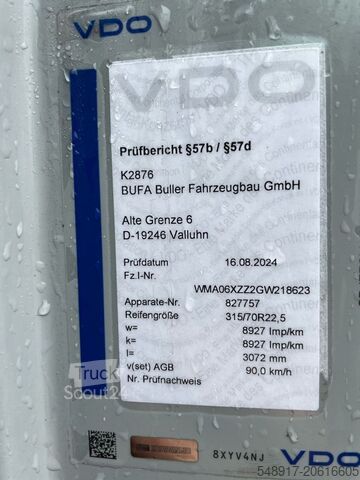 VDO
VDO
Prüfbericht §57b / §57d
K2876
BUFA Buller Fahrzeugbau GmbH
Alte Grenze 6
D-19246 Valluhn
Prüfdatum 16.08.2024
Fz.I-Nr.
WMA06XZZ2GW218623
Apparate-Nr. 827757
Reifengröße 315/70R22,5
w= 8927 Imp/km
k= 8927 Imp/km
l= 3072 mm
v(set) AGB 90,0 km/h
Nr. Prüfnachweis
Truck
Scout24
8XYV4NJ
VDO
548917-20616605